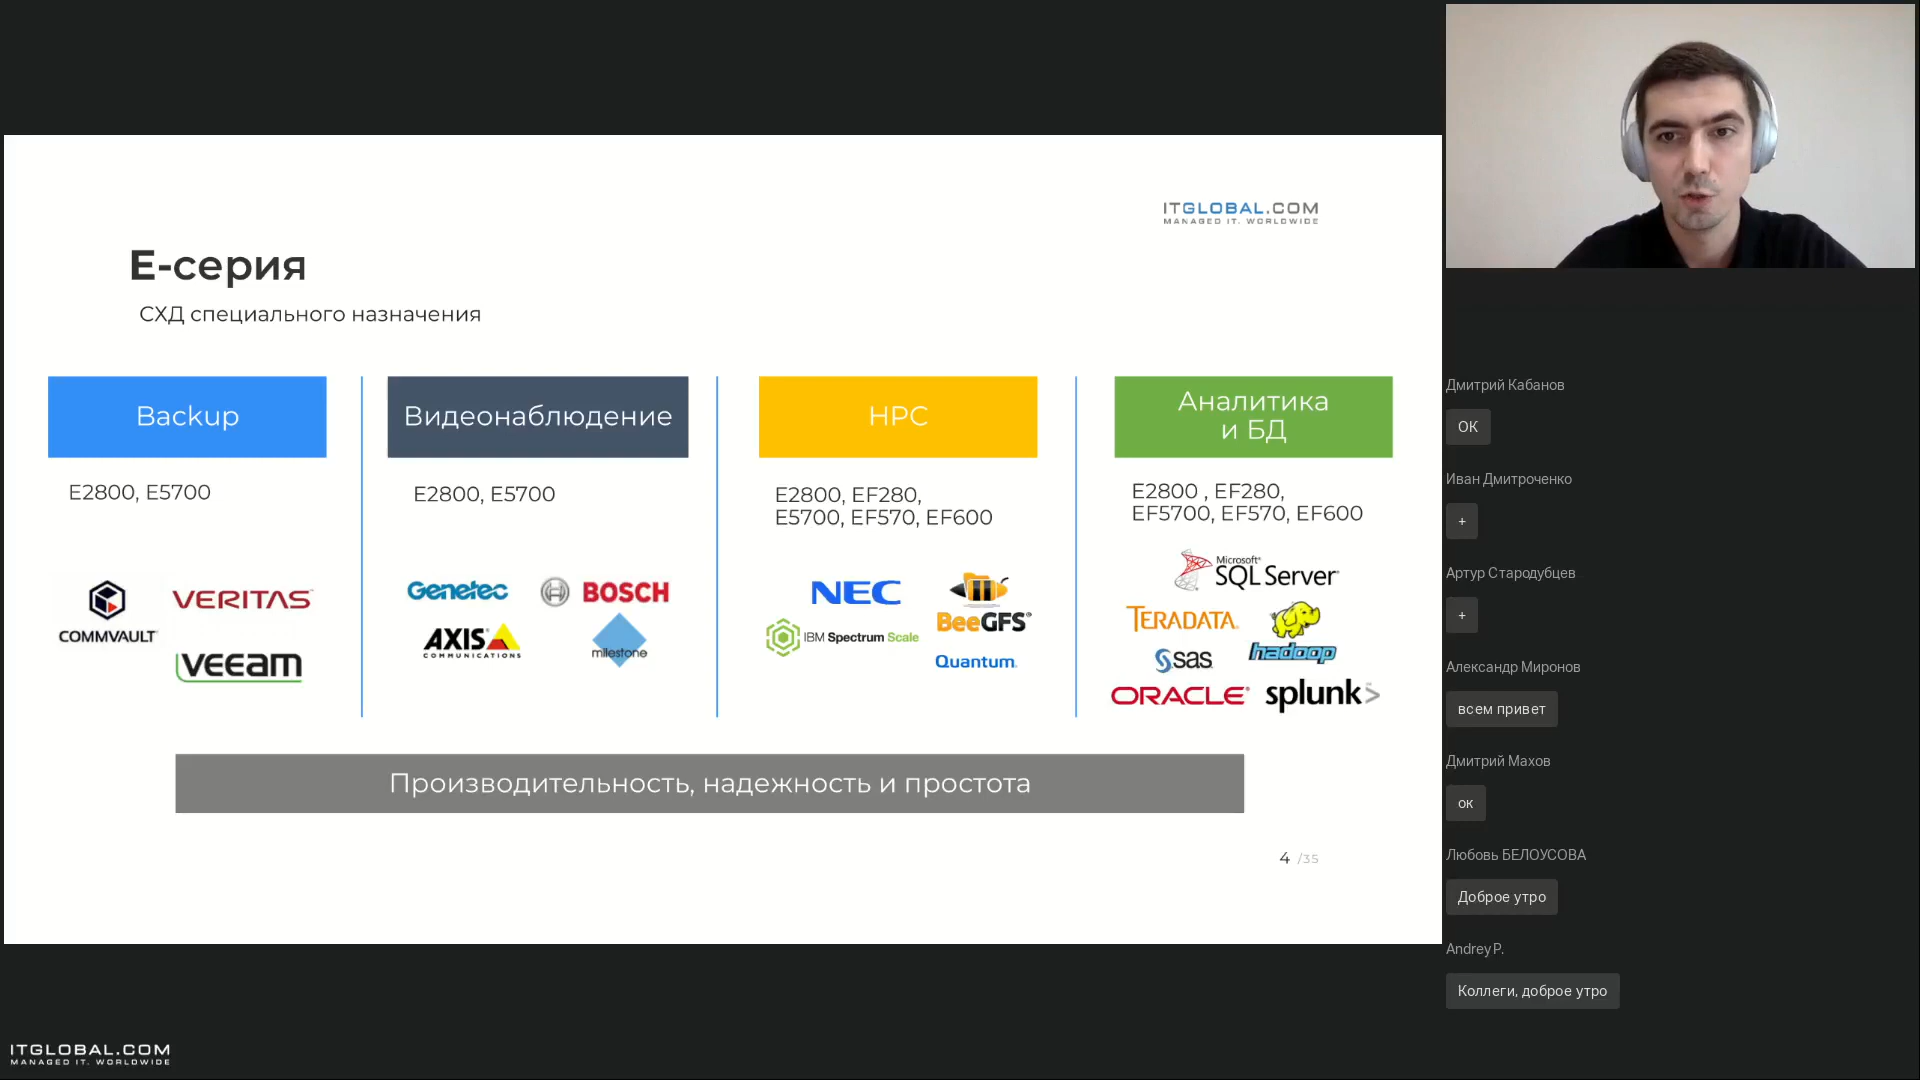 ITGLOBAL.COM
MANAGED IT. WORLDWIDE
Е-серия
СХД специального назначения
Backup
Видеонаблюдение
HPC
Аналитика
и БД
E2800, E5700
E2800, E5700
E2800, EF280,
E5700, EF570, EF600
E2800 , EF280,
EF5700, EF570, EF600
COMMVAULT
VERITAS
veeam
Genetec
BOSCH
AXIS
COMMUNICATIONS
milestone
NEC
BeeGFS
IBM Spectrum Scale
Quantum.
Microsoft
SQL Server
TERADATA
hadoop
sas
ORACLE
splunk>
Производительность, надежность и простота
4 /35
ITGLOBAL.COM
MANAGED IT. WORLDWIDE
Дмитрий Кабанов
ОК
Иван Дмитроченко
+
Артур Стародубцев
+
Александр Миронов
всем привет
Дмитрий Махов
ок
Любовь БЕЛОУСОВА
Доброе утро
Andrey P.
Коллеги, доброе утро